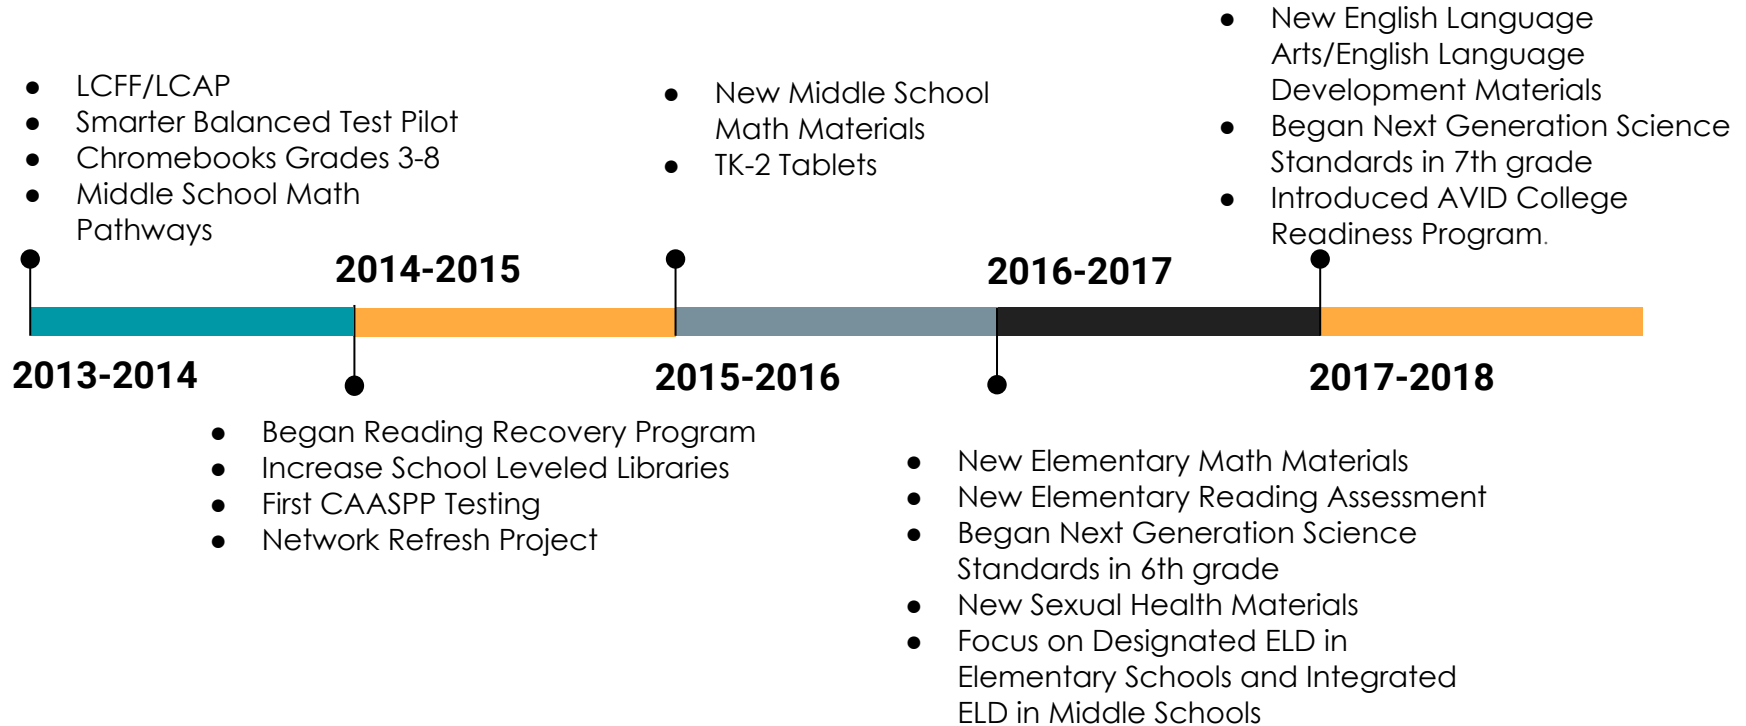 ● LCFF/LCAP
● Smarter Balanced Test Pilot
● Chromebooks Grades 3-8
● Middle School Math
Pathways
2013-2014
2014-2015
● Began Reading Recovery Program
● Increase School Leveled Libraries
● First CAASPP Testing
● Network Refresh Project
● New Middle School
Math Materials
● TK-2 Tablets
2015-2016
2016-2017
● New Elementary Math Materials
● New Elementary Reading Assessment
● Began Next Generation Science
Standards in 6th grade
● New Sexual Health Materials
● Focus on Designated ELD in
Elementary Schools and Integrated
ELD in Middle Schools
● New English Language
Arts/English Language
Development Materials
● Began Next Generation Science
Standards in 7th grade
● Introduced AVID College
Readiness Program.
2017-2018